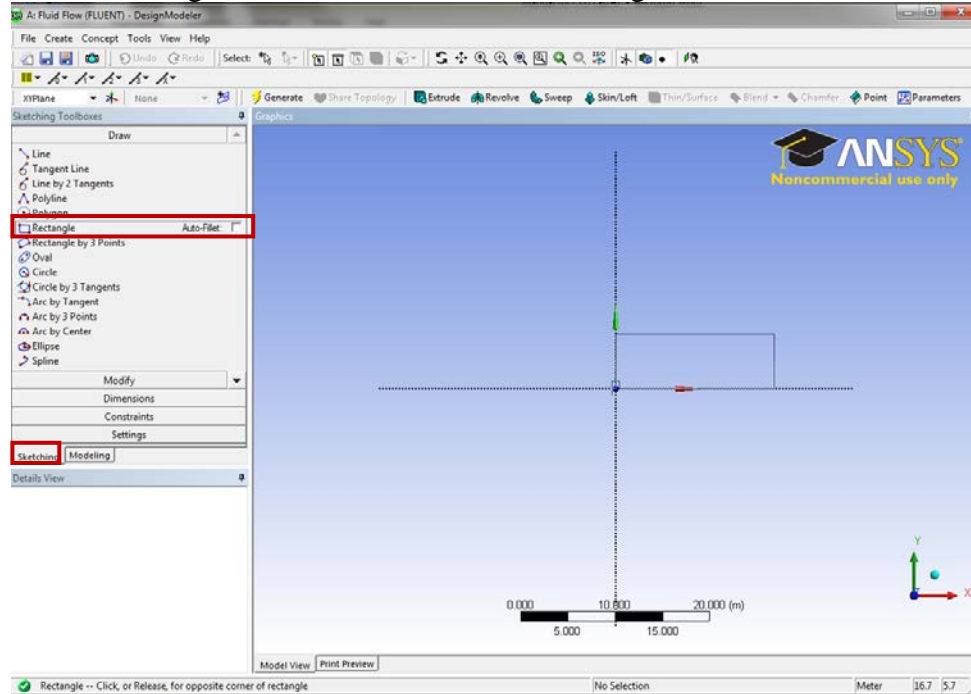 A: Fluid Flow (FLUENT) - DesignModeler
File Create Concept Tools View Help
Undo Redo Select:
XYPlane None Generate Share Topology Extrude Revolve Sweep Skin/Loft Thin/Surface Blend Chamfer Point Parameters
Sketching Toolboxes
Graphics
Draw
Line
Tangent Line
Line by 2 Tangents
Polyline
Polygon
Rectangle Auto-Fillet:
Rectangle by 3 Points
Oval
Circle
Circle by 3 Tangents
Arc by Tangent
Arc by 3 Points
Arc by Center
Ellipse
Spline
Modify
Dimensions
Constraints
Settings
Sketching Modeling
Details View
ANSYS
Noncommercial use only
Y
X
0.000 10.000 20.000 (m)
5.000 15.000
Model View Print Preview
Rectangle -- Click, or Release, for opposite corner of rectangle No Selection Meter 16.7 5.7